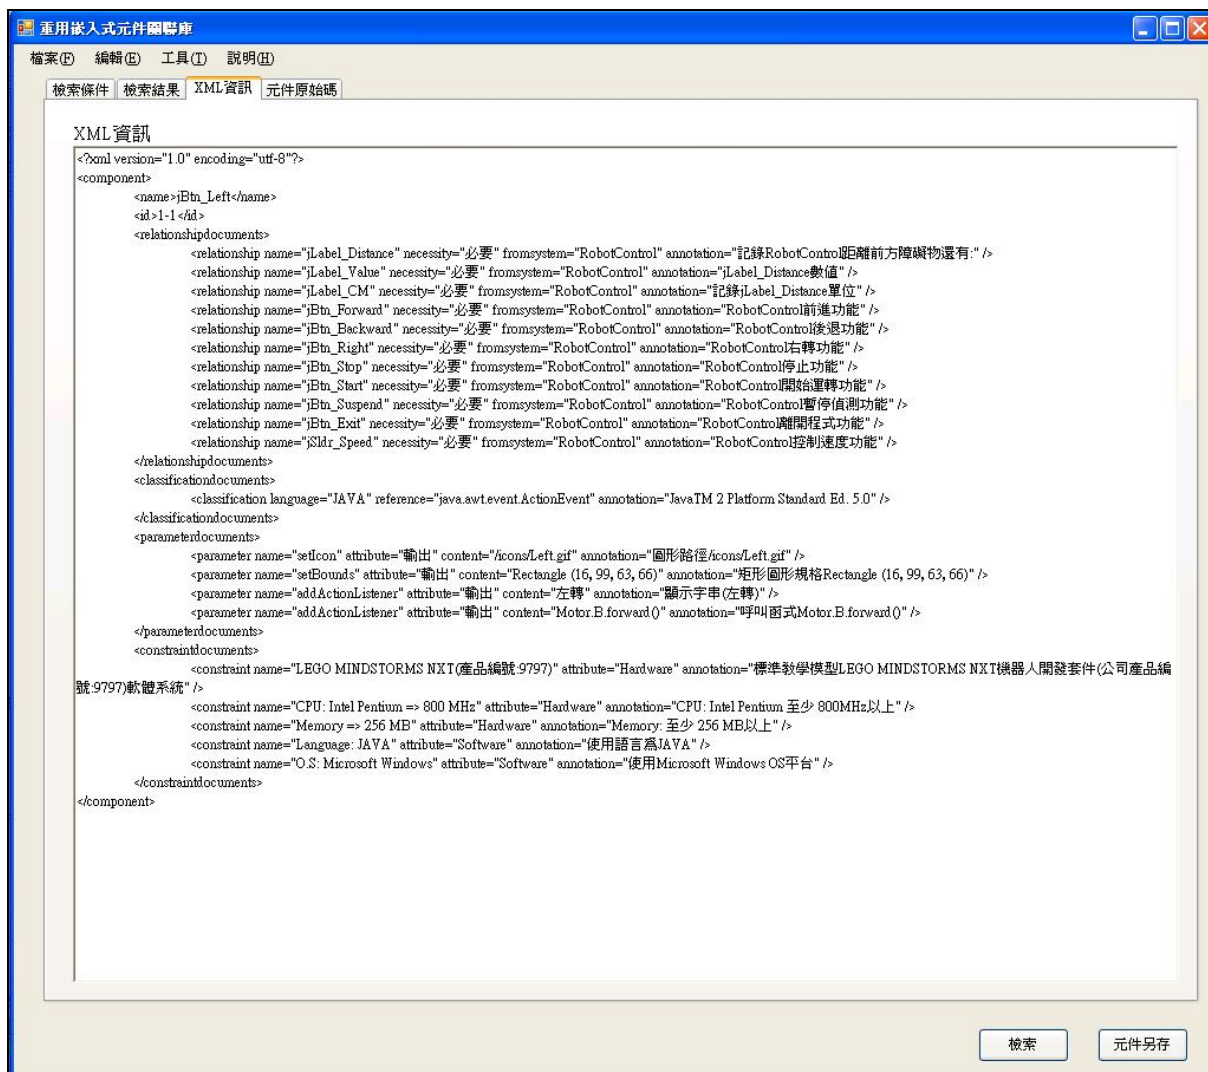 重用嵌入式元件關聯庫
檔案(F) 編輯(E) 工具(T) 說明(H)
檢索條件 檢索結果 XML資訊 元件原始碼
XML資訊
<?xml version="1.0" encoding="utf-8"?>
<component>
<name>jBtn_Left</name>
<id>1-1</id>
<relationshipdocuments>
<relationship name="jLabel_Distance" necessity="必要" fromsystem="RobotControl" annotation="記錄RobotControl距離前方障礙物還有:" />
<relationship name="jLabel_Value" necessity="必要" fromsystem="RobotControl" annotation="jLabel_Distance數值" />
<relationship name="jLabel_CM" necessity="必要" fromsystem="RobotControl" annotation="記錄jLabel_Distance單位" />
<relationship name="jBtn_Forward" necessity="必要" fromsystem="RobotControl" annotation="RobotControl前進功能" />
<relationship name="jBtn_Backward" necessity="必要" fromsystem="RobotControl" annotation="RobotControl後退功能" />
<relationship name="jBtn_Right" necessity="必要" fromsystem="RobotControl" annotation="RobotControl右轉功能" />
<relationship name="jBtn_Stop" necessity="必要" fromsystem="RobotControl" annotation="RobotControl停止功能" />
<relationship name="jBtn_Start" necessity="必要" fromsystem="RobotControl" annotation="RobotControl開始運轉功能" />
<relationship name="jBtn_Suspend" necessity="必要" fromsystem="RobotControl" annotation="RobotControl暫停偵測功能" />
<relationship name="jBtn_Exit" necessity="必要" fromsystem="RobotControl" annotation="RobotControl離開程式功能" />
<relationship name="jSldr_Speed" necessity="必要" fromsystem="RobotControl" annotation="RobotControl控制速度功能" />
</relationshipdocuments>
<classificationdocuments>
<classification language="JAVA" reference="java.awt.event.ActionEvent" annotation="JavaTM 2 Platform Standard Ed. 5.0" />
</classificationdocuments>
<parameterdocuments>
<parameter name="setIcon" attribute="輸出" content="/icons/Left.gif" annotation="圖形路徑/icons/Left.gif" />
<parameter name="setBounds" attribute="輸出" content="Rectangle (16, 99, 63, 66)" annotation="矩形圖形規格Rectangle (16, 99, 63, 66)" />
<parameter name="addActionListener" attribute="輸出" content="左轉" annotation="顯示字串(左轉)" />
<parameter name="addActionListener" attribute="輸出" content="Motor.B.forward()" annotation="呼叫函式Motor.B.forward()" />
</parameterdocuments>
<constraintdocuments>
<constraint name="LEGO MINDSTORMS NXT(產品編號:9797)" attribute="Hardware" annotation="標準教學模型LEGO MINDSTORMS NXT機器人開發套件(公司產品編
號:9797)軟體系統" />
<constraint name="CPU: Intel Pentium => 800 MHz" attribute="Hardware" annotation="CPU: Intel Pentium 至少 800MHz以上" />
<constraint name="Memory => 256 MB" attribute="Hardware" annotation="Memory: 至少 256 MB以上" />
<constraint name="Language: JAVA" attribute="Software" annotation="使用語言爲JAVA" />
<constraint name="O.S: Microsoft Windows" attribute="Software" annotation="使用Microsoft Windows OS平台" />
</constraintdocuments>
</component>
檢索 元件另存